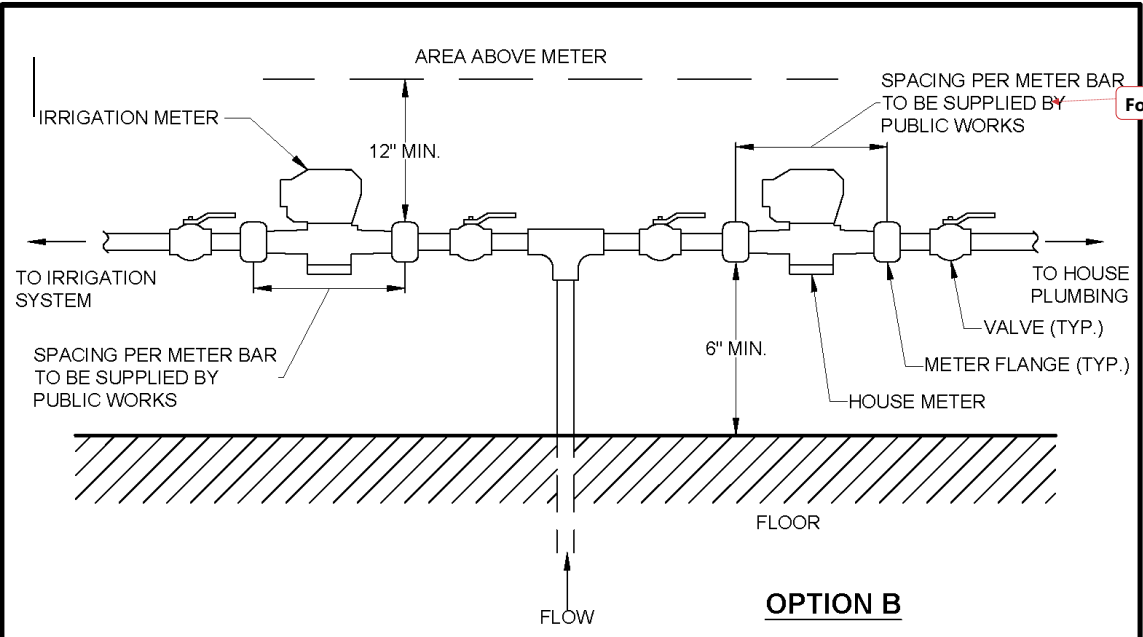 AREA ABOVE METER
SPACING PER METER BAR
TO BE SUPPLIED BY
PUBLIC WORKS
Fo
IRRIGATION METER
12" MIN.
TO IRRIGATION
SYSTEM
TO HOUSE
PLUMBING
VALVE (TYP.)
SPACING PER METER BAR
TO BE SUPPLIED BY
PUBLIC WORKS
6" MIN.
METER FLANGE (TYP.)
HOUSE METER
FLOOR
OPTION B
FLOW